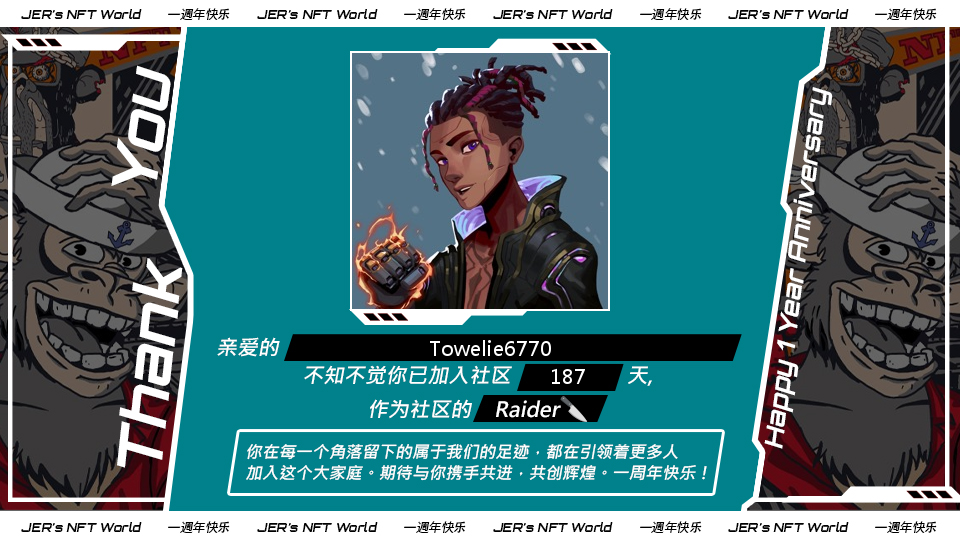 JER's NFT World 一週年快乐 JER's NFT World 一週年快乐 JER's NFT World 一週年快乐 JER's NFT World 一週年快乐
Thank You
亲爱的 Towelie6770
不知不觉你已加入社区 187 天,
作为社区的 Raider
你在每一个角落留下的属于我们的足迹，都在引领着更多人
加入这个大家庭。期待与你携手共进，共创辉煌。一周年快乐！
Happy 1 Year Anniversary
JER's NFT World 一週年快乐 JER's NFT World 一週年快乐 JER's NFT World 一週年快乐 JER's NFT World 一週年快乐